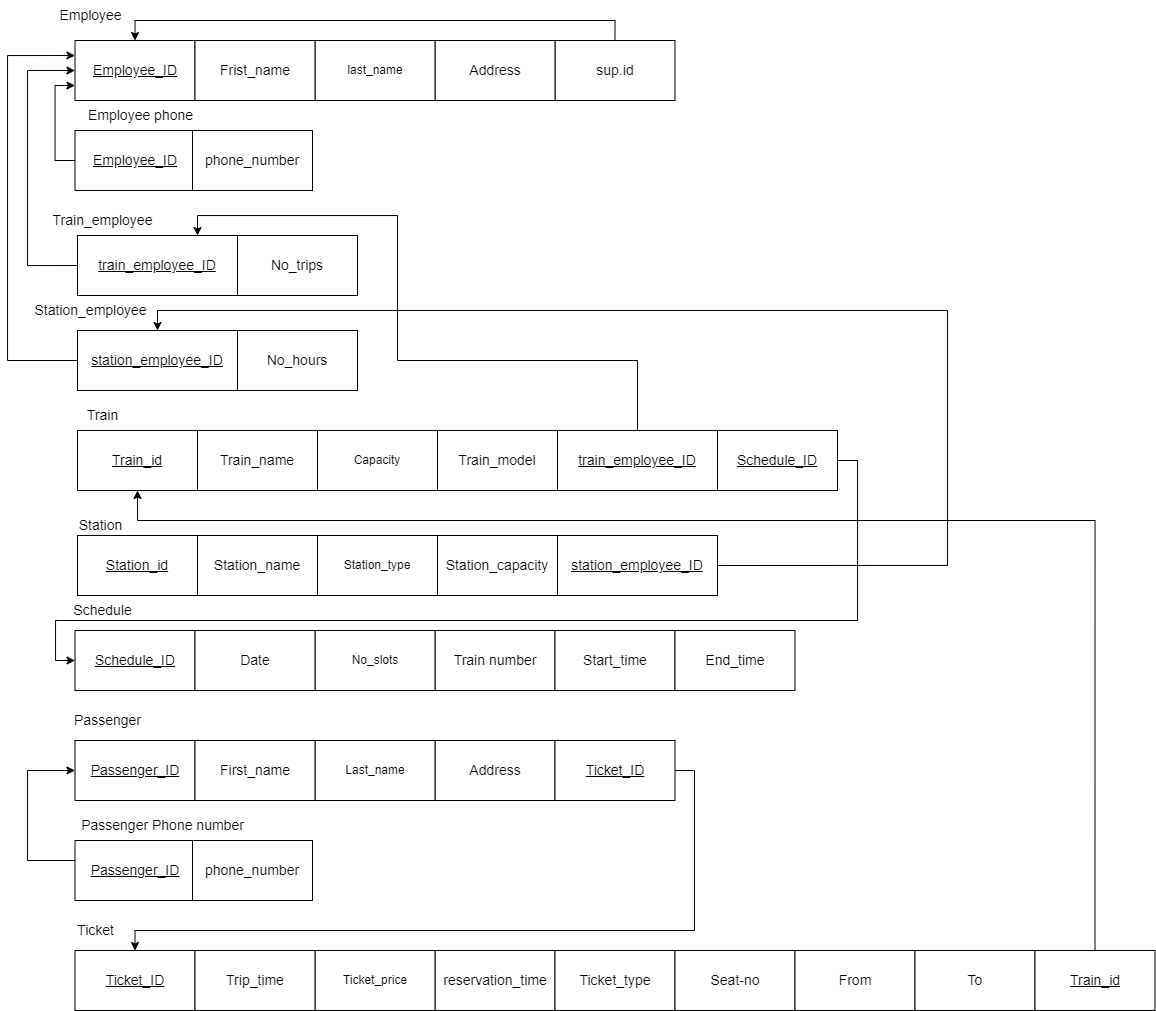 Employee
Employee_ID Frist_name last_name Address sup.id
Employee phone
Employee_ID phone_number
Train_employee
train_employee_ID No_trips
Station_employee
station_employee_ID No_hours
Train
Train_id Train_name Capacity Train_model train_employee_ID Schedule_ID
Station
Station_id Station_name Station_type Station_capacity station_employee_ID
Schedule
Schedule_ID Date No_slots Train number Start_time End_time
Passenger
Passenger_ID First_name Last_name Address Ticket_ID
Passenger Phone number
Passenger_ID phone_number
Ticket
Ticket_ID Trip_time Ticket_price reservation_time Ticket_type Seat-no From To Train_id